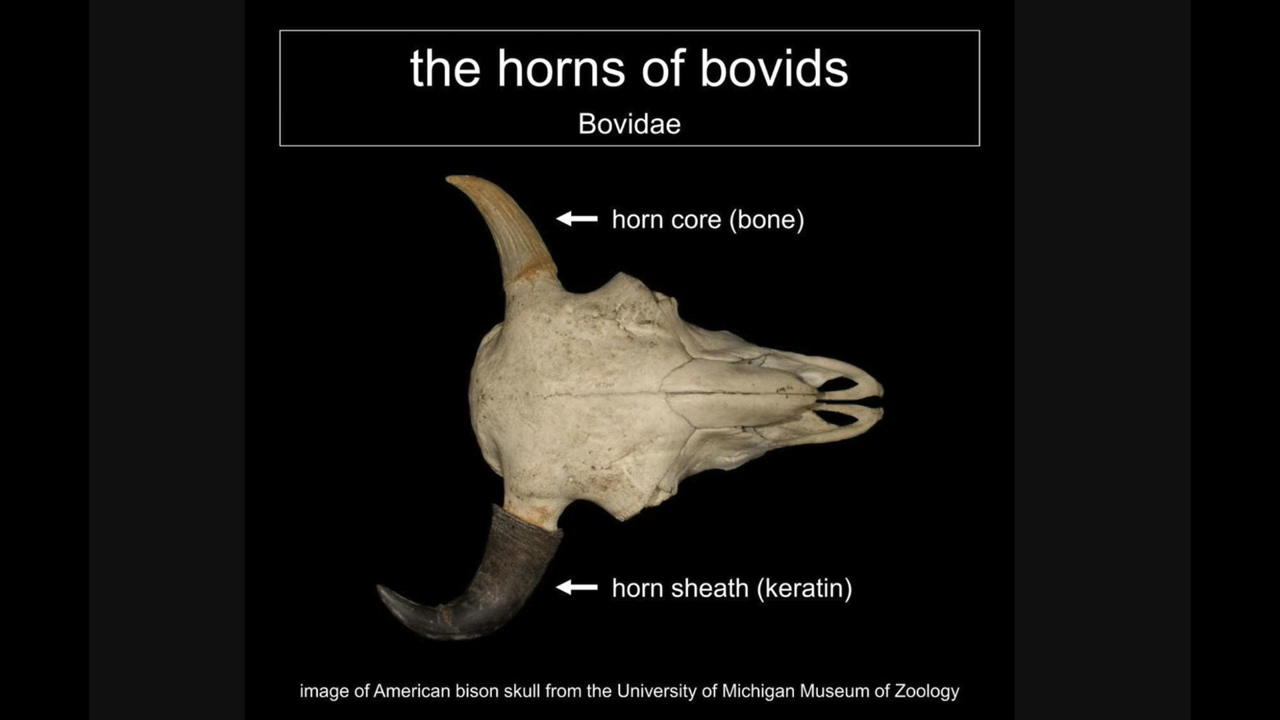 the horns of bovids
Bovidae
horn core (bone)
horn sheath (keratin)
image of American bison skull from the University of Michigan Museum of Zoology